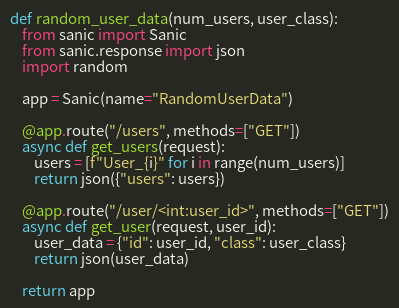 def random_user_data(num_users, user_class):
    from sanic import Sanic
    from sanic.response import json
    import random

    app = Sanic(name="RandomUserData")

    @app.route("/users", methods=["GET"])
    async def get_users(request):
        users = [f"User_{i}" for i in range(num_users)]
        return json({"users": users})

    @app.route("/user/<int:user_id>", methods=["GET"])
    async def get_user(request, user_id):
        user_data = {"id": user_id, "class": user_class}
        return json(user_data)

    return app